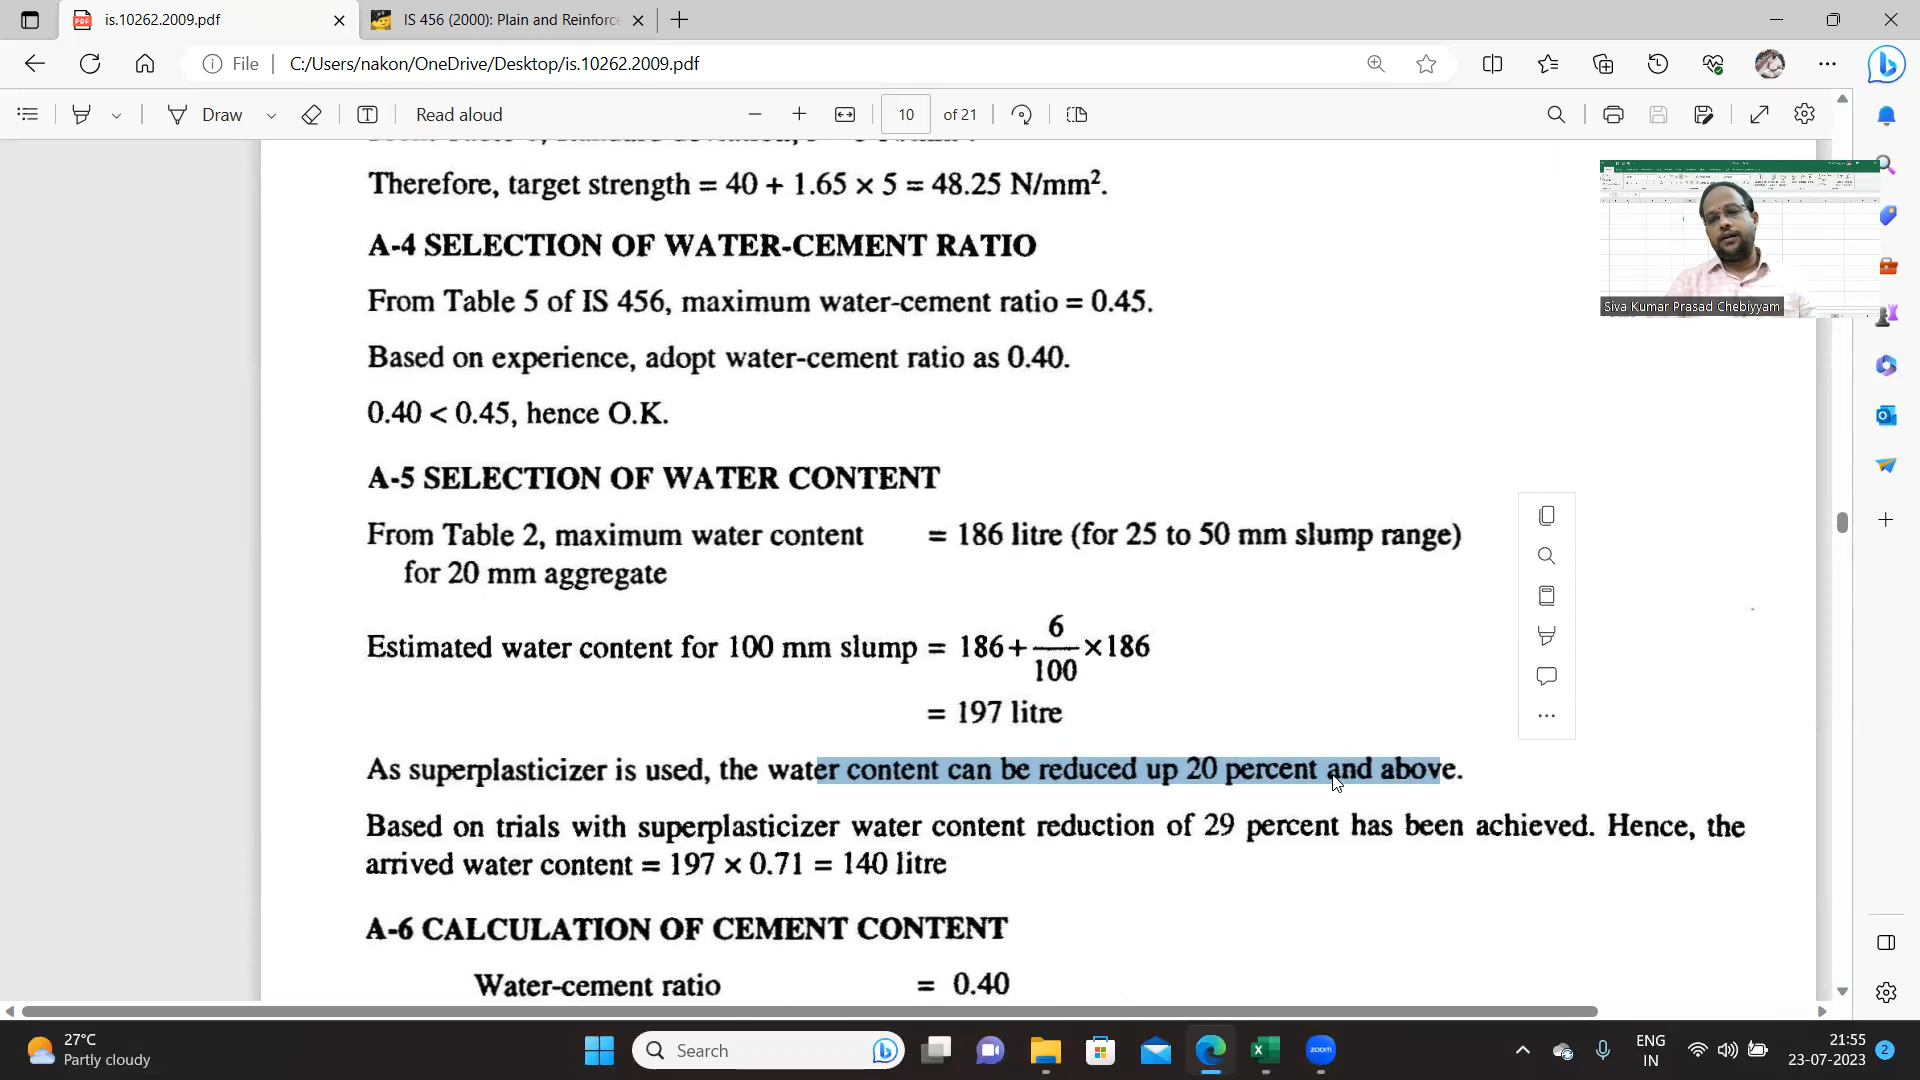 is.10262.2009.pdf
IS 456 (2000): Plain and Reinforce
File
C:/Users/nakon/OneDrive/Desktop/is.10262.2009.pdf
Draw
Read aloud
10 of 21
Therefore, target strength = 40 + 1.65 × 5 = 48.25 N/mm².
A-4 SELECTION OF WATER-CEMENT RATIO
From Table 5 of IS 456, maximum water-cement ratio = 0.45.
Based on experience, adopt water-cement ratio as 0.40.
0.40 < 0.45, hence O.K.
A-5 SELECTION OF WATER CONTENT
From Table 2, maximum water content = 186 litre (for 25 to 50 mm slump range)
for 20 mm aggregate
Estimated water content for 100 mm slump = 186 + 6/100 × 186
= 197 litre
As superplasticizer is used, the water content can be reduced up 20 percent and above.
Based on trials with superplasticizer water content reduction of 29 percent has been achieved. Hence, the
arrived water content = 197 × 0.71 = 140 litre
A-6 CALCULATION OF CEMENT CONTENT
Water-cement ratio = 0.40
Siva Kumar Prasad Chebiyyam
27°C
Partly cloudy
Search
zoom
ENG
IN
21:55
23-07-2023
2